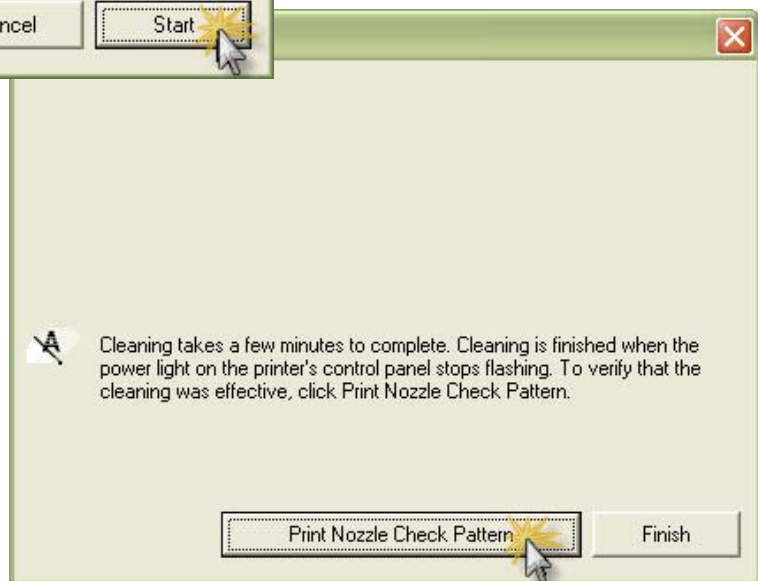 Start
Cleaning takes a few minutes to complete. Cleaning is finished when the
power light on the printer's control panel stops flashing. To verify that the
cleaning was effective, click Print Nozzle Check Pattern.
Print Nozzle Check Pattern
Finish